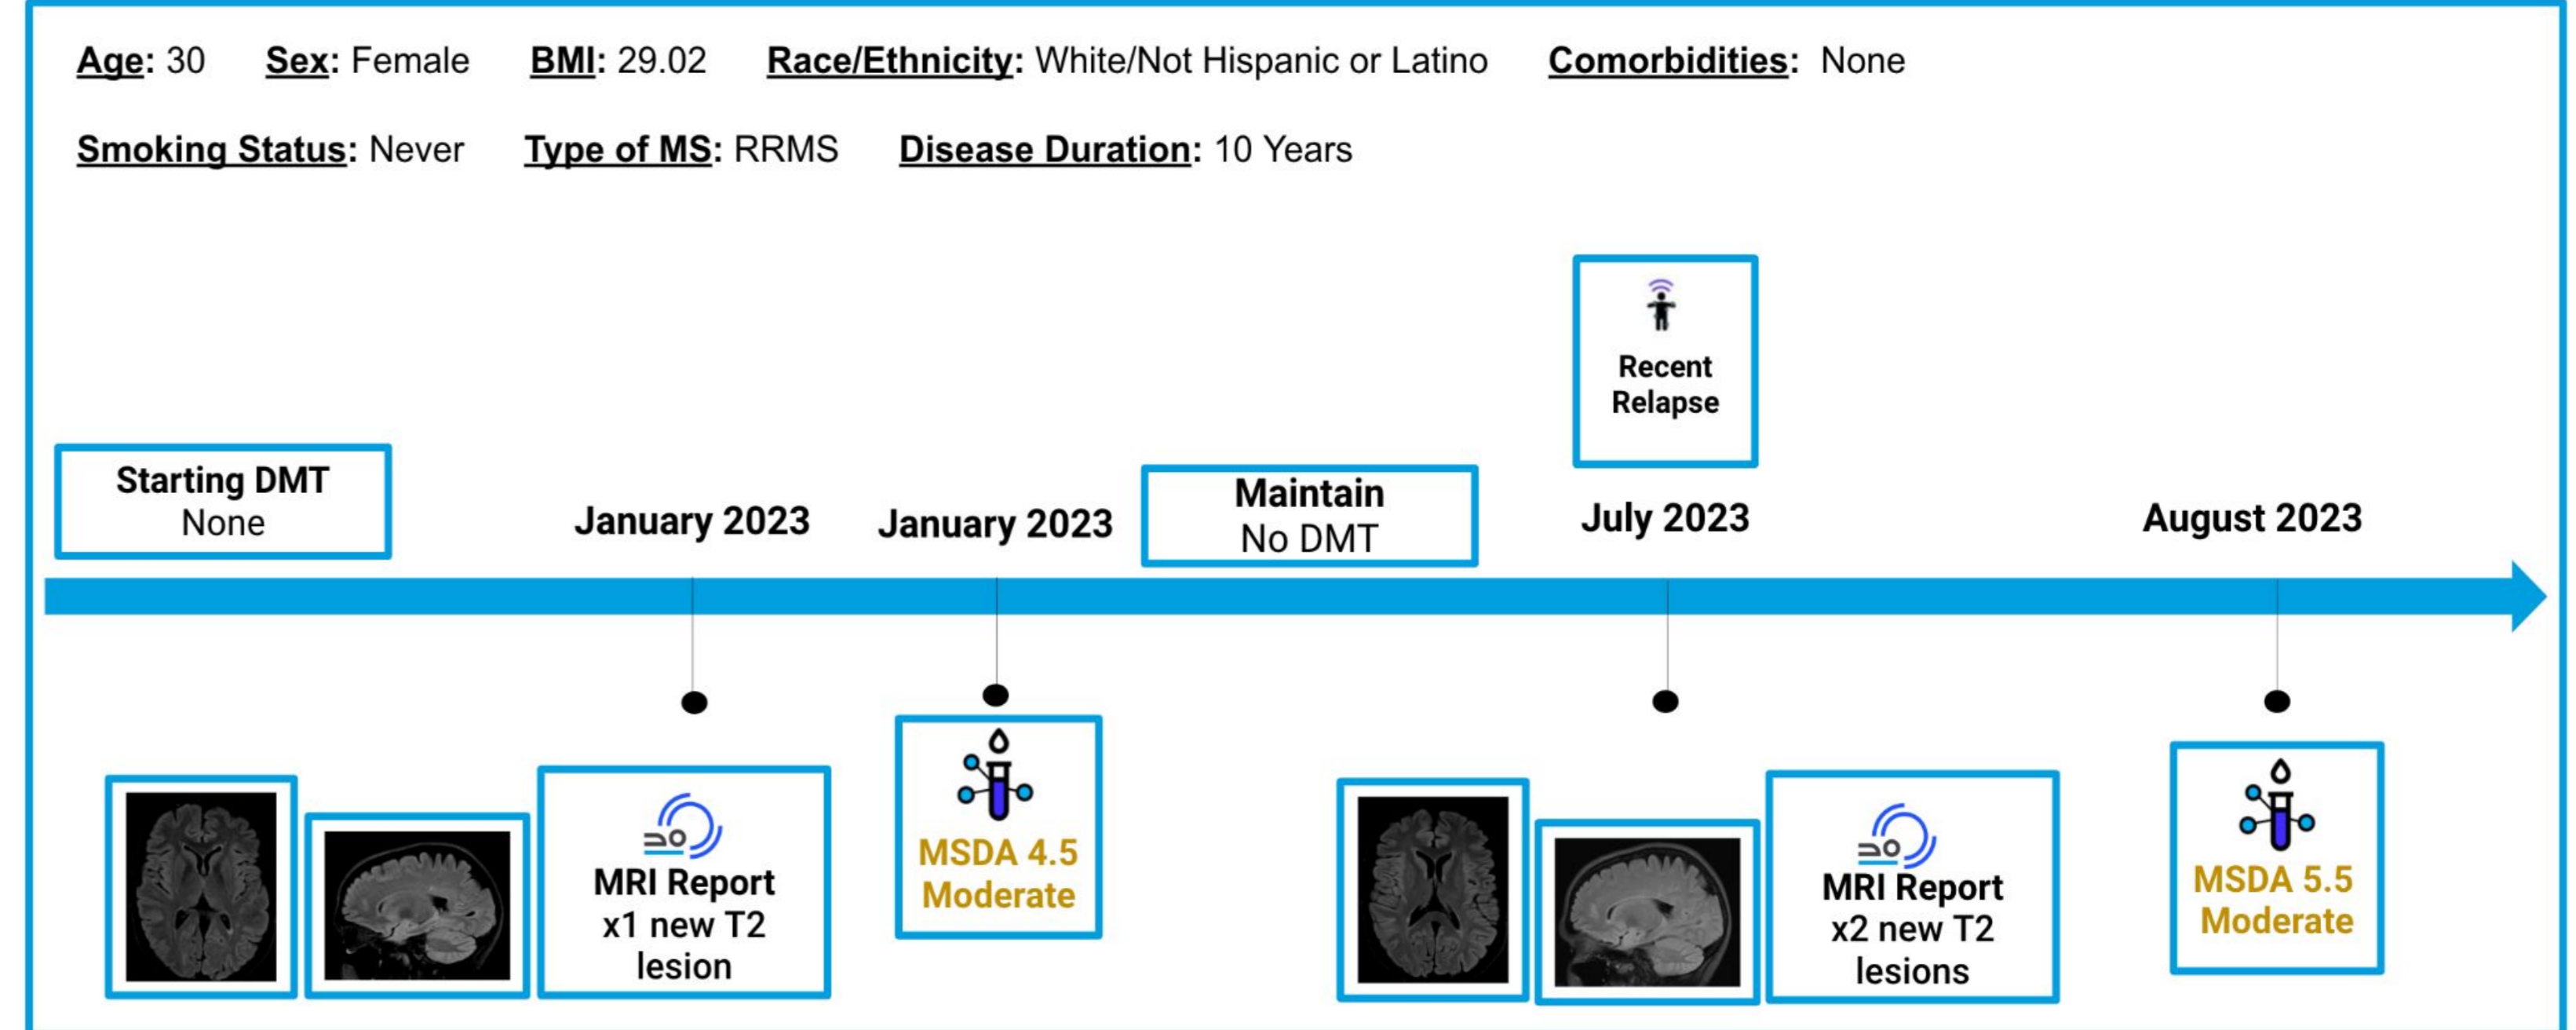 Age: 30 Sex: Female BMI: 29.02 Race/Ethnicity: White/Not Hispanic or Latino Comorbidities: None
Smoking Status: Never Type of MS: RRMS Disease Duration: 10 Years
Starting DMT
None
January 2023
January 2023
Maintain
No DMT
Recent
Relapse
July 2023
August 2023
MRI Report
x1 new T2
lesion
MSDA 4.5
Moderate
MRI Report
x2 new T2
lesions
MSDA 5.5
Moderate